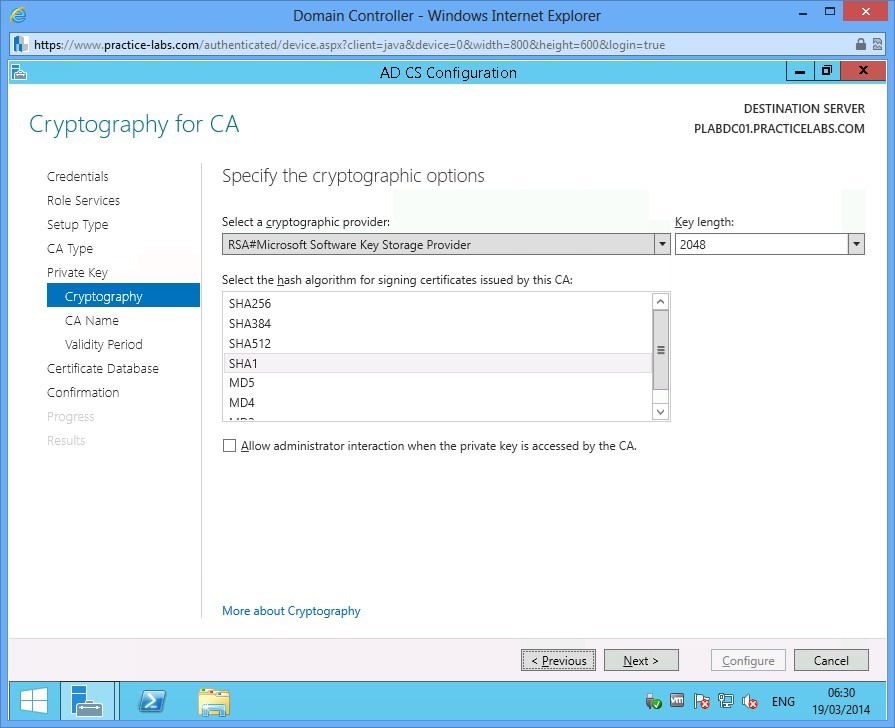 Domain Controller - Windows Internet Explorer
https://www.practice-labs.com/authenticated/device.aspx?client=java&device=0&width=800&height=600&login=true
AD CS Configuration
Cryptography for CA
DESTINATION SERVER
PLABDC01.PRACTICELABS.COM
Credentials
Role Services
Setup Type
CA Type
Private Key
Cryptography
CA Name
Validity Period
Certificate Database
Confirmation
Progress
Results
Specify the cryptographic options
Select a cryptographic provider:
Key length:
RSA#Microsoft Software Key Storage Provider
2048
Select the hash algorithm for signing certificates issued by this CA:
SHA256
SHA384
SHA512
SHA1
MD5
MD4
Allow administrator interaction when the private key is accessed by the CA.
More about Cryptography
< Previous
Next >
Configure
Cancel
ENG
06:30
19/03/2014